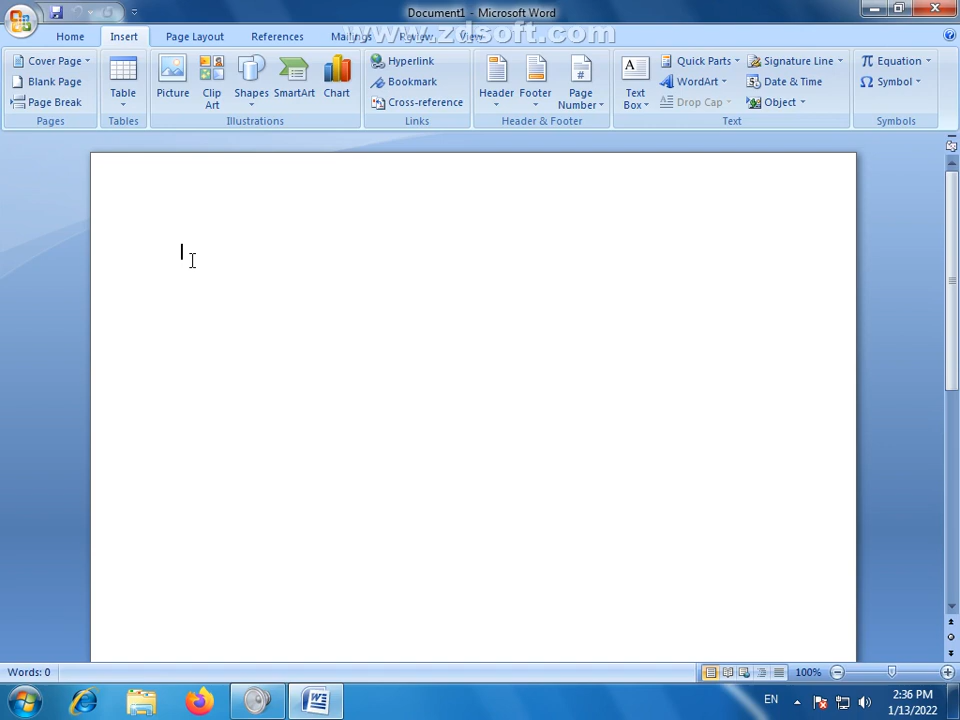 Document1 - Microsoft Word
www.zdsoft.com
Home Insert Page Layout References Mailings Review View
Cover Page
Blank Page
Page Break
Pages
Table
Tables
Picture
Clip Art
Shapes
SmartArt
Chart
Illustrations
Hyperlink
Bookmark
Cross-reference
Links
Header
Footer
Page Number
#
Header & Footer
A
Text Box
Quick Parts
WordArt
Drop Cap
Signature Line
Date & Time
Object
Text
π Equation
Ω Symbol
Symbols
Words: 0
100%
EN
2:36 PM
1/13/2022